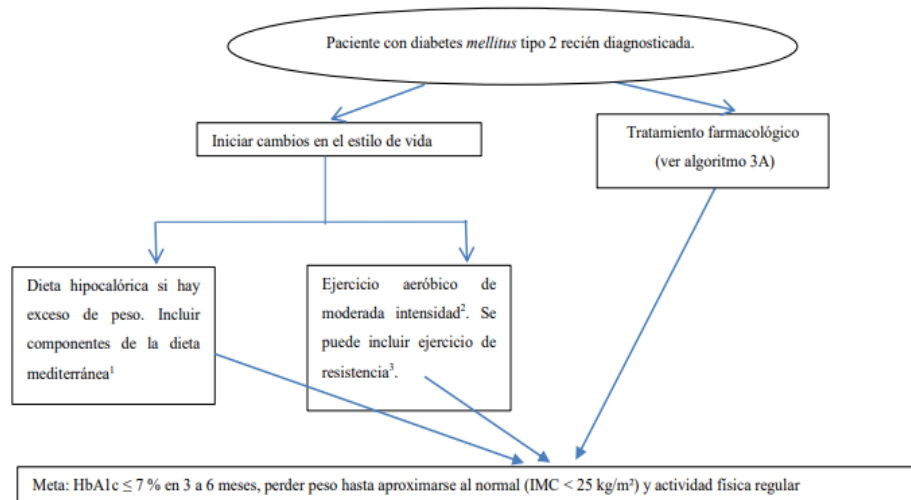 Paciente con diabetes mellitus tipo 2 recién diagnosticada.
Iniciar cambios en el estilo de vida
Tratamiento farmacológico
(ver algoritmo 3A)
Dieta hipocalórica si hay
exceso de peso. Incluir
componentes de la dieta
mediterránea¹
Ejercicio aeróbico de
moderada intensidad². Se
puede incluir ejercicio de
resistencia³.
Meta: HbA1c ≤ 7 % en 3 a 6 meses, perder peso hasta aproximarse al normal (IMC < 25 kg/m²) y actividad física regular